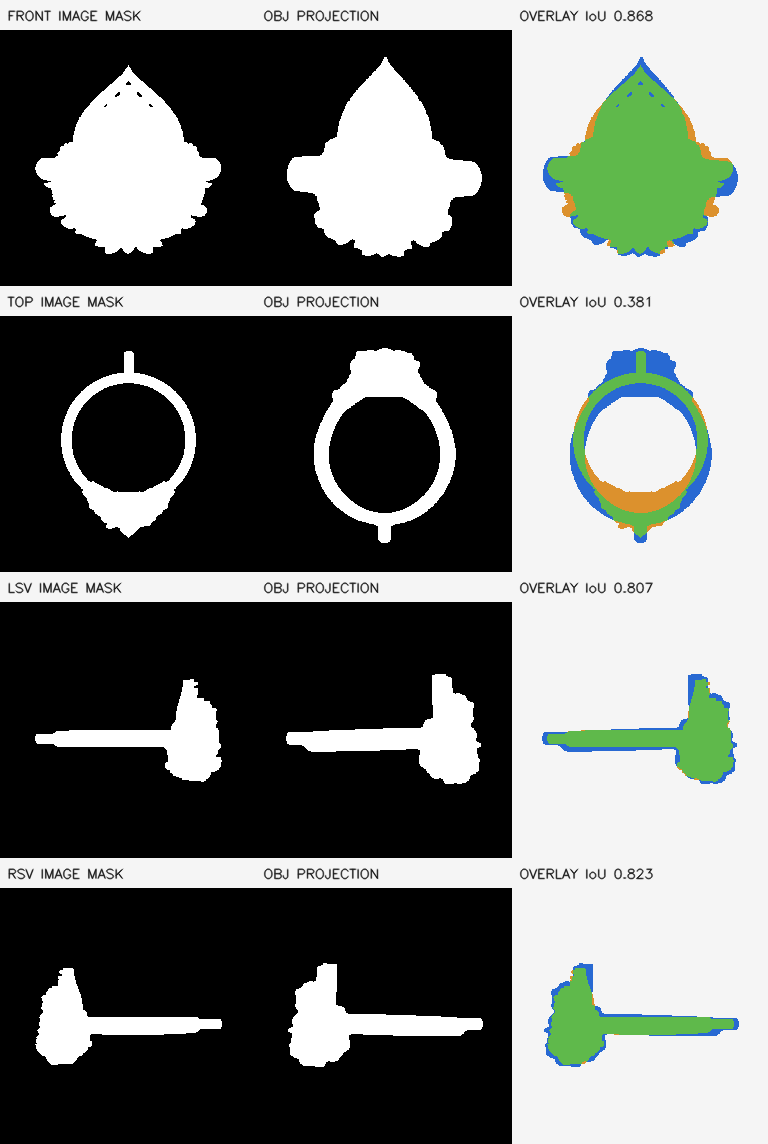 FRONT IMAGE MASK OBJ PROJECTION OVERLAY IoU 0.868
TOP IMAGE MASK OBJ PROJECTION OVERLAY IoU 0.381
LSV IMAGE MASK OBJ PROJECTION OVERLAY IoU 0.807
RSV IMAGE MASK OBJ PROJECTION OVERLAY IoU 0.823